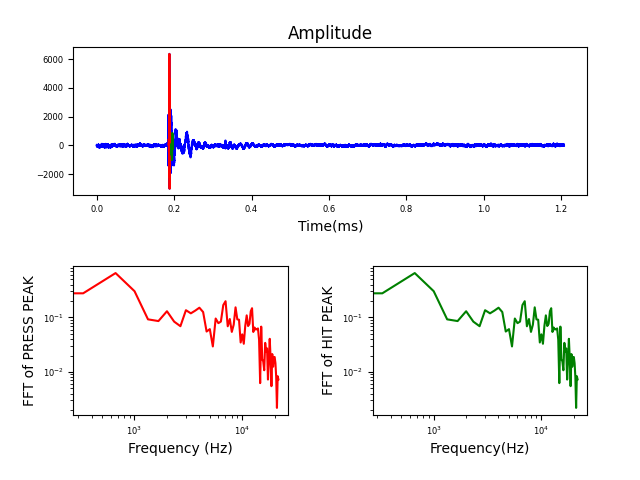 Amplitude
6000
4000
2000
0
−2000
0.0 0.2 0.4 0.6 0.8 1.0 1.2
Time(ms)
FFT of PRESS PEAK
10⁻¹
10⁻²
10³ 10⁴
Frequency (Hz)
FFT of HIT PEAK
10⁻¹
10⁻²
10³ 10⁴
Frequency(Hz)